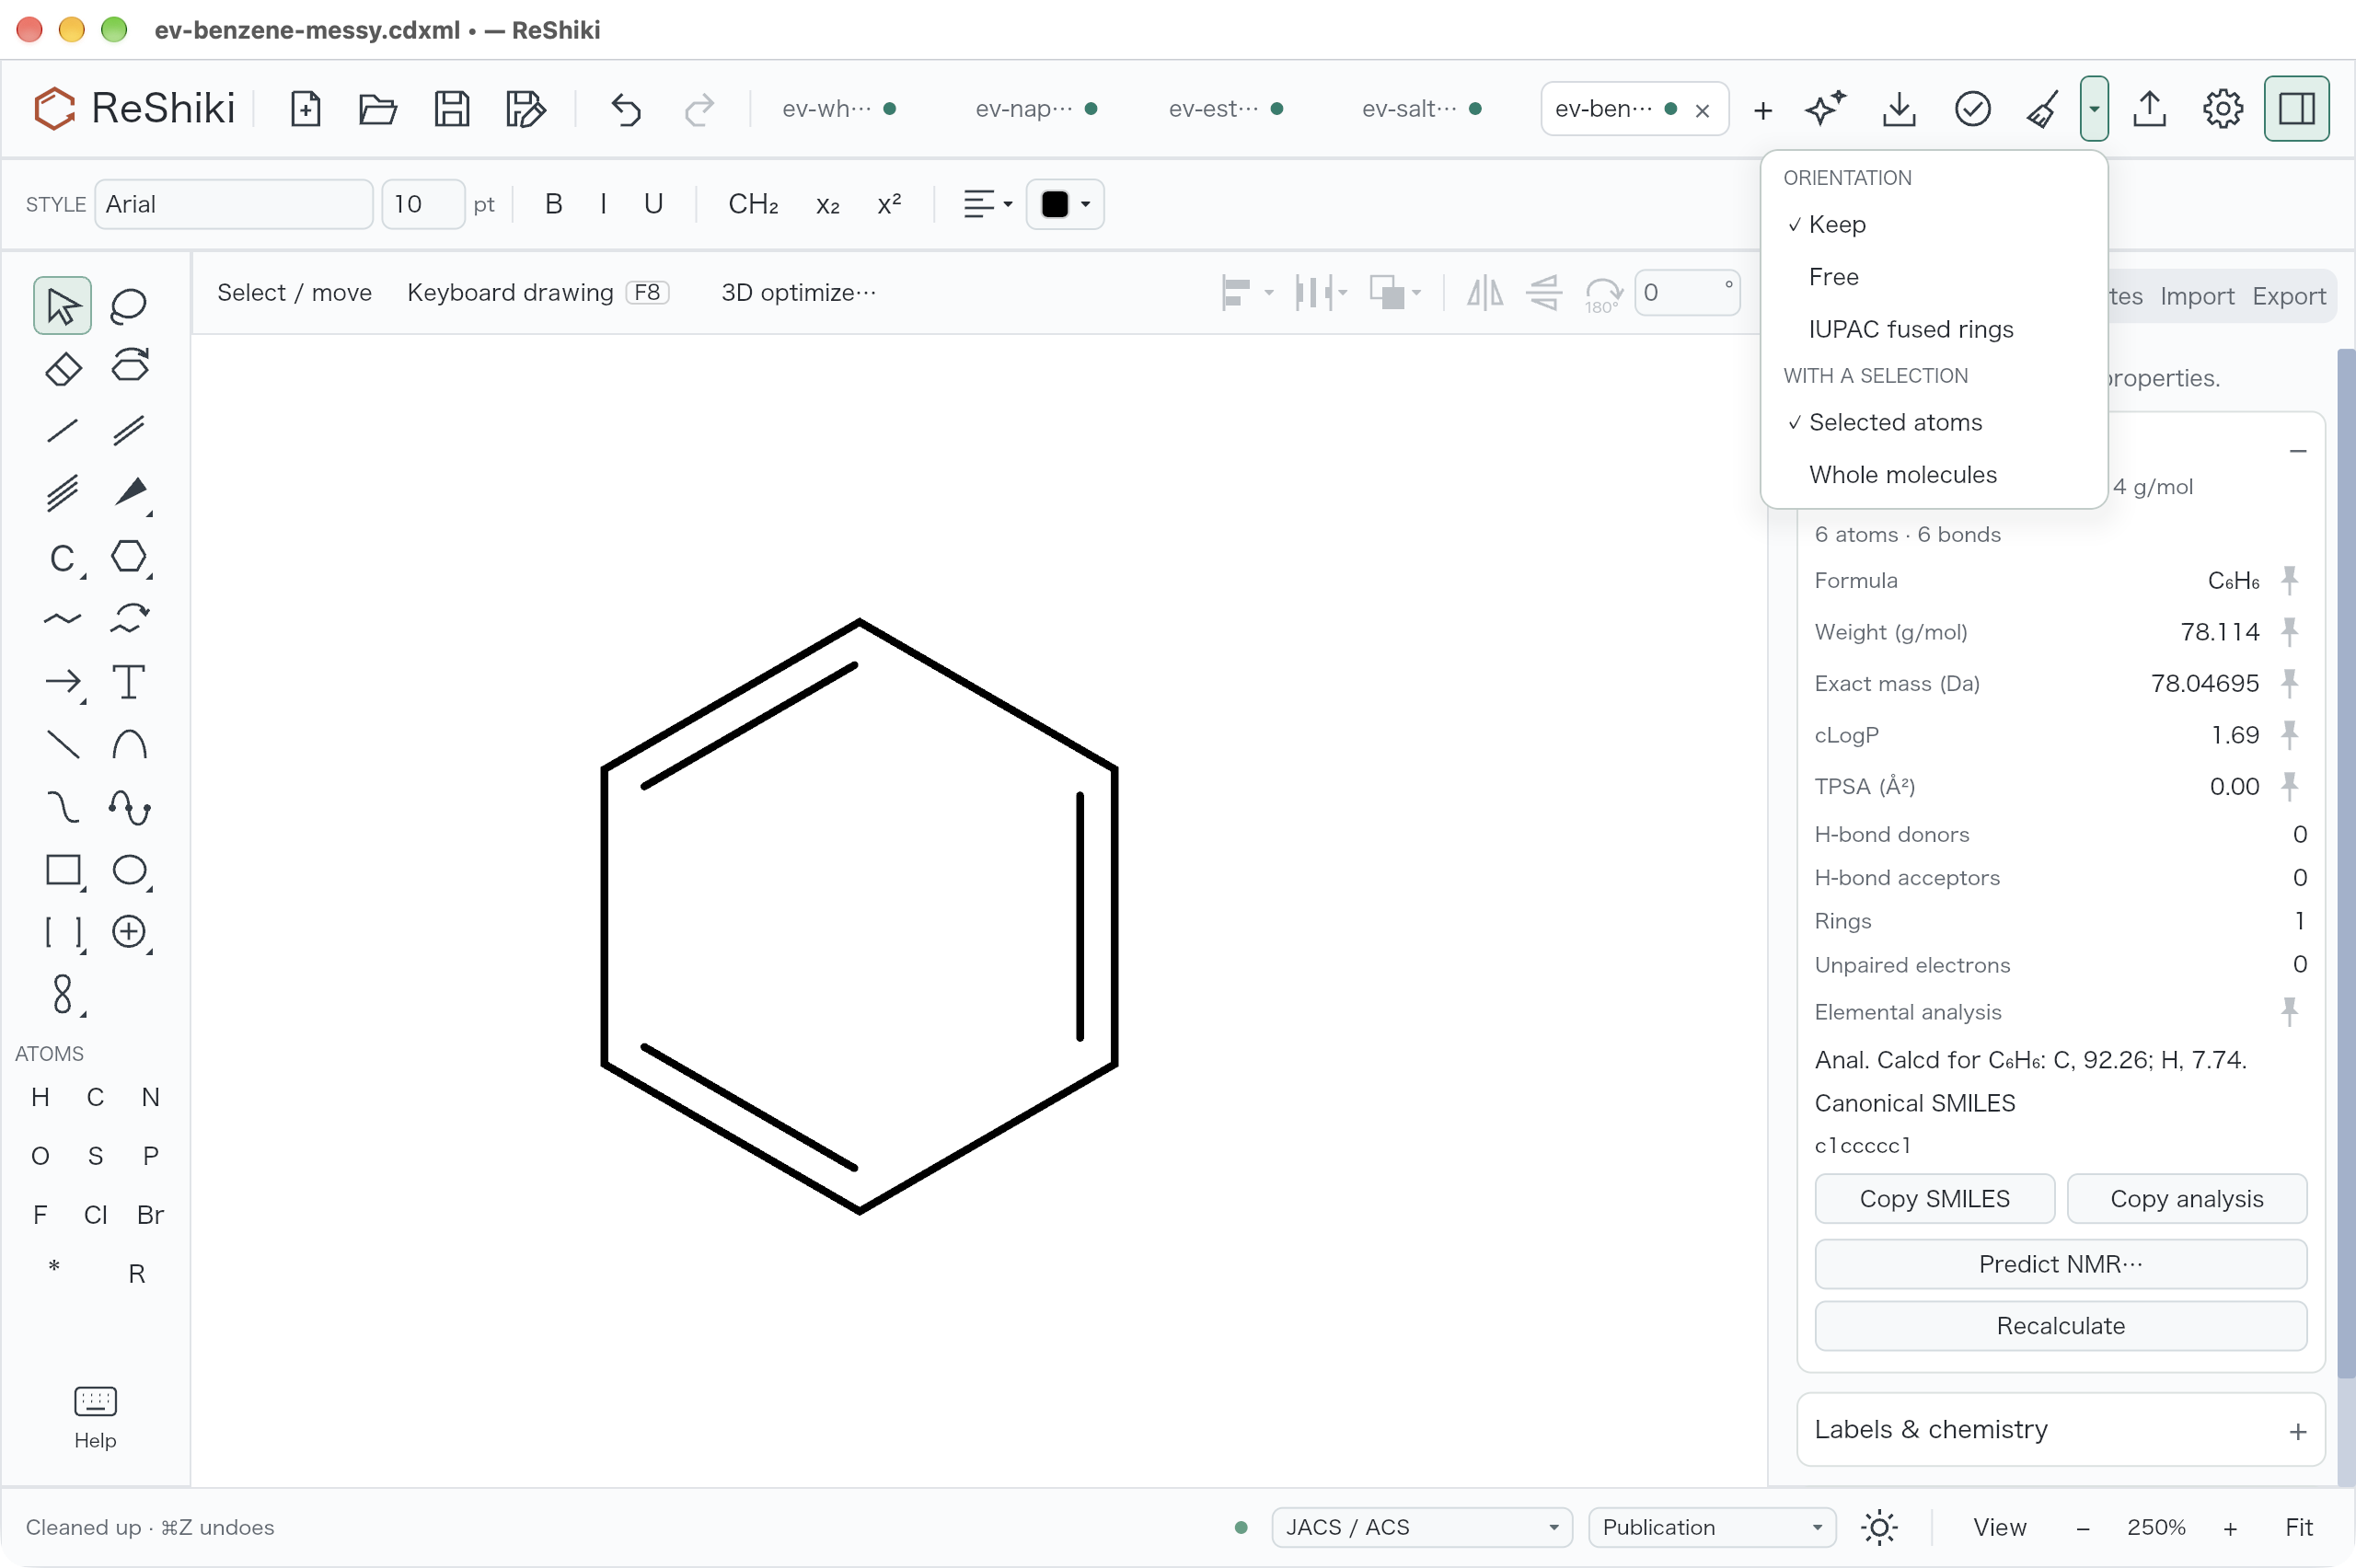 ev-benzene-messy.cdxml • — ReShiki
ReShiki
ev-wh…
ev-nap…
ev-est…
ev-salt…
ev-ben… × +
STYLE Arial 10 pt B I U CH₂ x₂ x²
Select / move Keyboard drawing F8 3D optimize… 180° 0 °
ORIENTATION
✓ Keep
Free
IUPAC fused rings
WITH A SELECTION
✓ Selected atoms
Whole molecules
Import Export
properties.
4 g/mol
6 atoms · 6 bonds
Formula C₆H₆
Weight (g/mol) 78.114
Exact mass (Da) 78.04695
cLogP 1.69
TPSA (Å²) 0.00
H-bond donors 0
H-bond acceptors 0
Rings 1
Unpaired electrons 0
Elemental analysis
Anal. Calcd for C₆H₆: C, 92.26; H, 7.74.
Canonical SMILES
c1ccccc1
Copy SMILES Copy analysis
Predict NMR…
Recalculate
Labels & chemistry +
C
T
[ ]
ATOMS
H C N
O S P
F Cl Br
* R
Help
Cleaned up · ⌘Z undoes
JACS / ACS Publication View − 250% + Fit